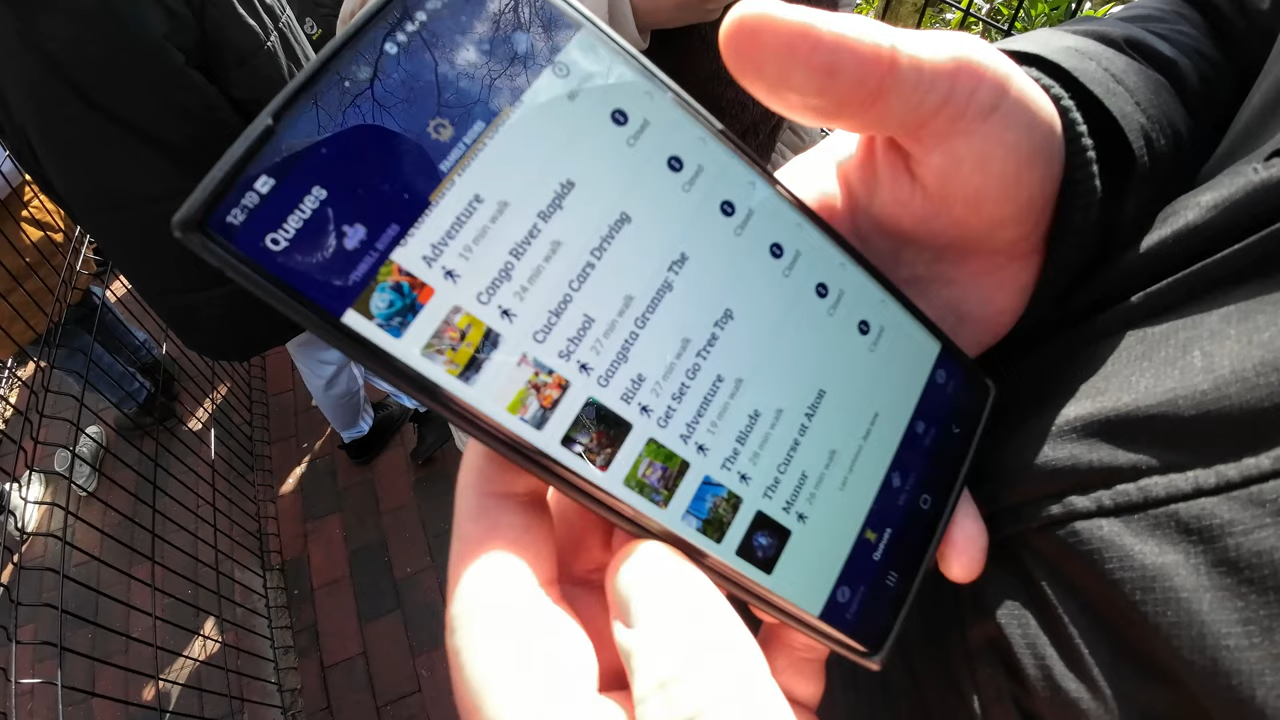 12:19
Queues
THRILL RIDES
FAMILY RIDES
Adventure
19 min walk
Closed
Congo River Rapids
24 min walk
Closed
Cuckoo Cars Driving
School
27 min walk
Closed
Gangsta Granny: The
Ride
27 min walk
Closed
Get Set Go Tree Top
Adventure
19 min walk
Closed
The Blade
28 min walk
Closed
The Curse at Alton
Manor
26 min walk
Queues